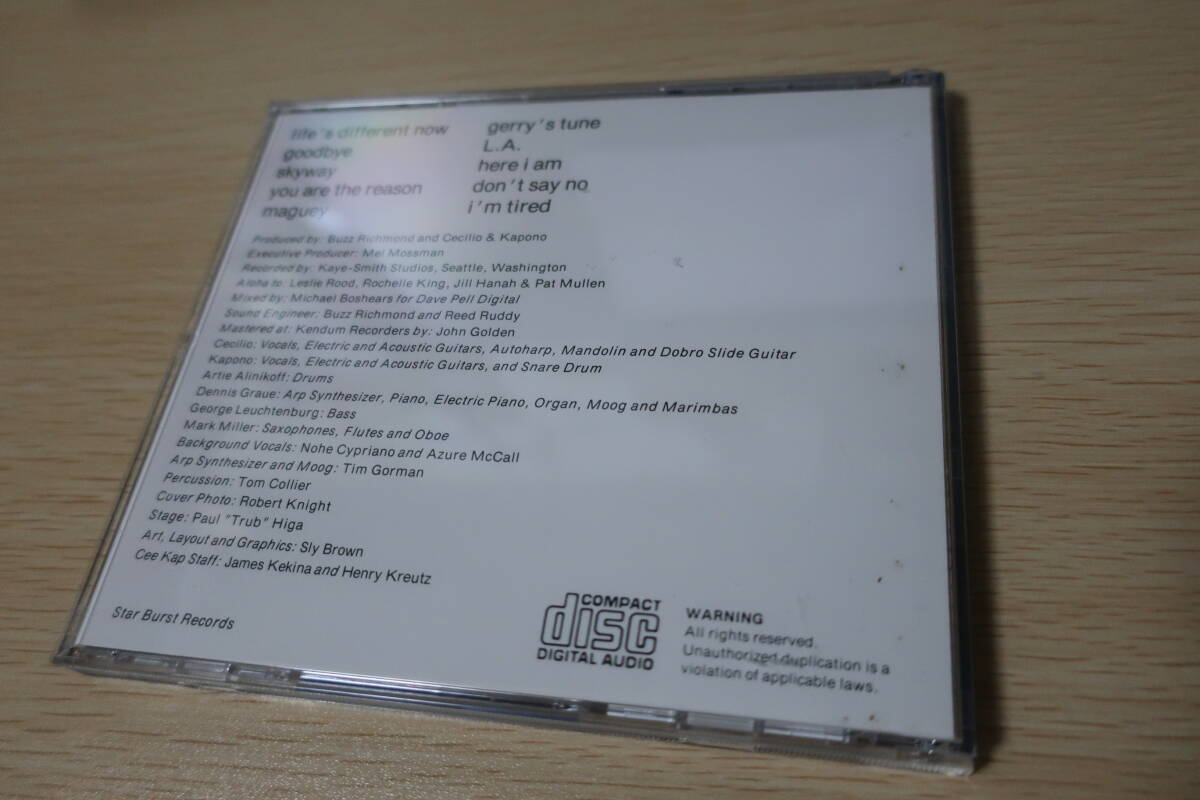 life's different now
goodbye
skyway
you are the reason
maguey
gerry's tune
L.A.
here i am
don't say no
i'm tired
Produced by: Buzz Richmond and Cecilio & Kapono
Executive Producer: Mel Mossman
Recorded by: Kaye-Smith Studios, Seattle, Washington
Aloha to: Leslie Rood, Rochelle King, Jill Hanah & Pat Mullen
Mixed by: Michael Boshears for Dave Pell Digital
Sound Engineer: Buzz Richmond and Reed Ruddy
Mastered at: Kendum Recorders by: John Golden
Cecilio: Vocals, Electric and Acoustic Guitars, Autoharp, Mandolin and Dobro Slide Guitar
Kapono: Vocals, Electric and Acoustic Guitars, and Snare Drum
Artie Alinikoff: Drums
Dennis Graue: Arp Synthesizer, Piano, Electric Piano, Organ, Moog and Marimbas
George Leuchtenburg: Bass
Mark Miller: Saxophones, Flutes and Oboe
Background Vocals: Nohe Cypriano and Azure McCall
Arp Synthesizer and Moog: Tim Gorman
Percussion: Tom Collier
Cover Photo: Robert Knight
Stage: Paul "Trub" Higa
Art, Layout and Graphics: Sly Brown
Cee Kap Staff: James Kekina and Henry Kreutz
Star Burst Records
COMPACT
disc
DIGITAL AUDIO
WARNING
All rights reserved.
Unauthorized duplication is a
violation of applicable laws.